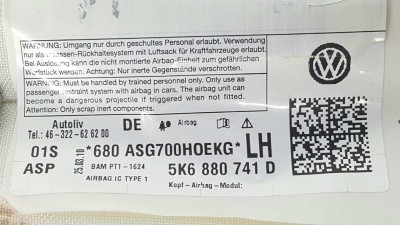 WARNUNG: Umgang nur durch geschultes Personal erlaubt. Verwendung
nur als Insassen-Rückhaltesystem mit Luftsack für Kraftfahrzeuge erlaubt.
Bei Auslösung kann die nicht montierte Airbag-Einheit zum gefährlichen
Wurfstück werden. Achtung! Nur inerte Gegenstände verschrotten.
WARNING: Must be handled by trained personnel only. Only use as
passenger restraint system with airbag in cars. The airbag unit can
become a dangerous projectile if triggered when not fitted.
Attention! Only scrap inert components.
Autoliv
DE
Airbag
Tel.: 46-322-626200
01S
25.03.10
*680 ASG700HOEKG*
LH
ASP
BAM PT1-1624
5K6 880 741 D
AIRBAG IC TYPE 1
Kopf-Airbag-Modul: